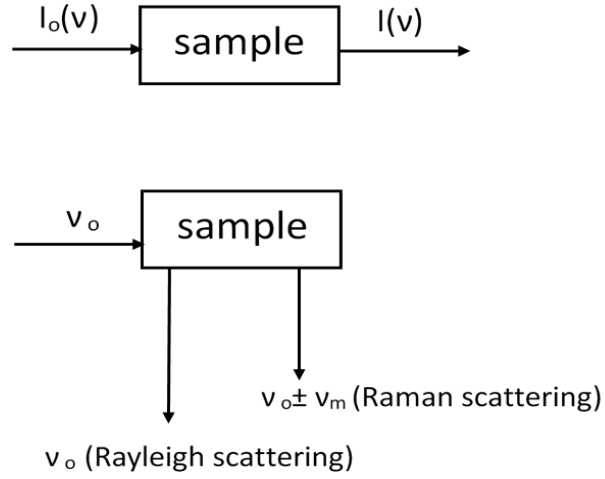 Iₒ(ν)
sample
I(ν)
νₒ
sample
νₒ± νₘ (Raman scattering)
νₒ (Rayleigh scattering)